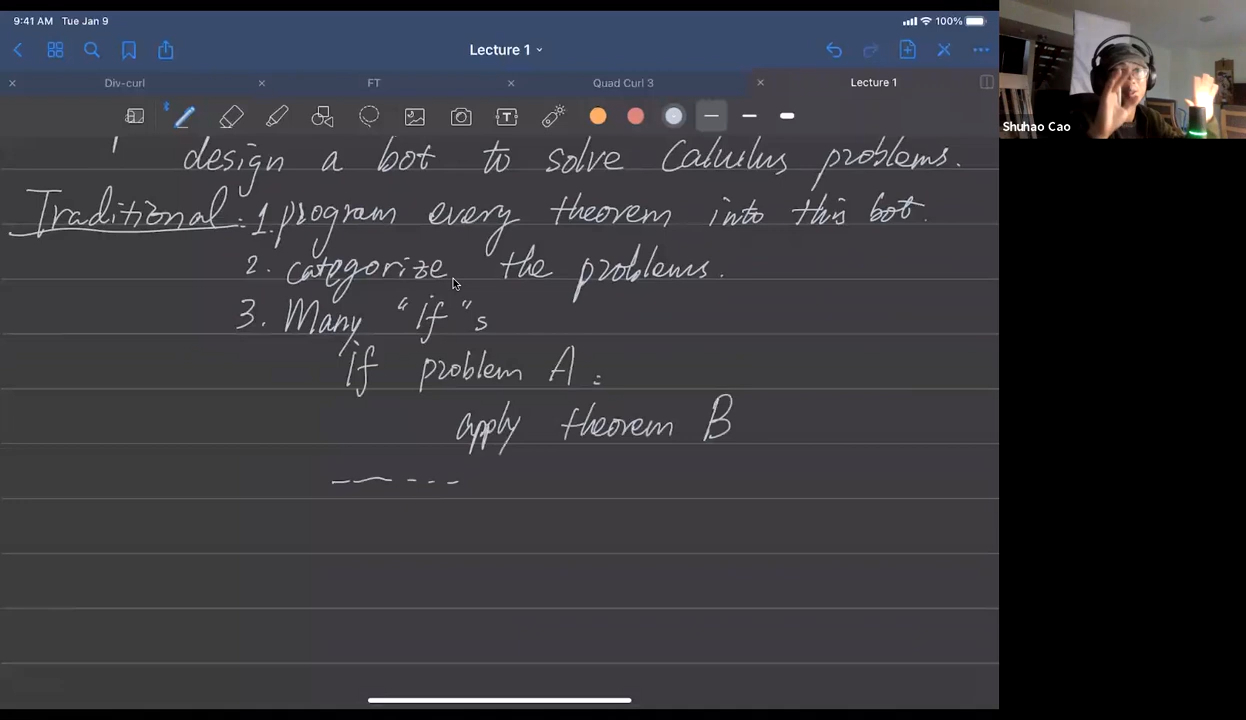 9:41 AM Tue Jan 9
100%
Lecture 1
Div-curl
FT
Quad Curl 3
Lecture 1
Shuhao Cao
design a bot to solve Calculus problems.
Traditional: 1. program every theorem into this bot.
2. categorize the problems.
3. Many "if"s
if problem A:
apply theorem B